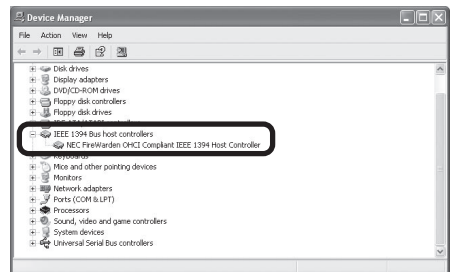 Device Manager
File Action View Help
Disk drives
Display adapters
DVD/CD-ROM drives
Floppy disk controllers
Floppy disk drives
IEEE 1394 Bus host controllers
NEC FireWarden OHCI Compliant IEEE 1394 Host Controller
Keyboards
Mice and other pointing devices
Monitors
Network adapters
Ports (COM & LPT)
Processors
Sound, video and game controllers
System devices
Universal Serial Bus controllers